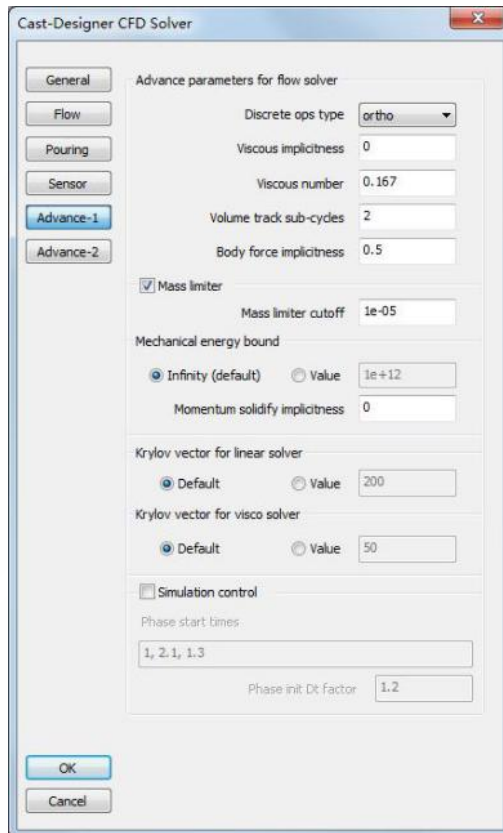 Cast-Designer CFD Solver
General
Flow
Pouring
Sensor
Advance-1
Advance-2
Advance parameters for flow solver
Discrete ops type ortho
Viscous implicitness 0
Viscous number 0.167
Volume track sub-cycles 2
Body force implicitness 0.5
Mass limiter
Mass limiter cutoff 1e-05
Mechanical energy bound
Infinity (default) Value 1e+12
Momentum solidify implicitness 0
Krylov vector for linear solver
Default Value 200
Krylov vector for visco solver
Default Value 50
Simulation control
Phase start times
1, 2.1, 1.3
Phase init Dt factor 1.2
OK
Cancel